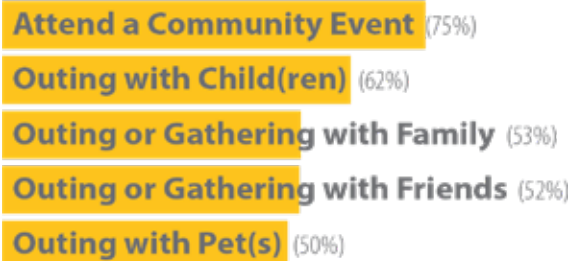 Attend a Community Event (75%)
Outing with Child(ren) (62%)
Outing or Gathering with Family (53%)
Outing or Gathering with Friends (52%)
Outing with Pet(s) (50%)